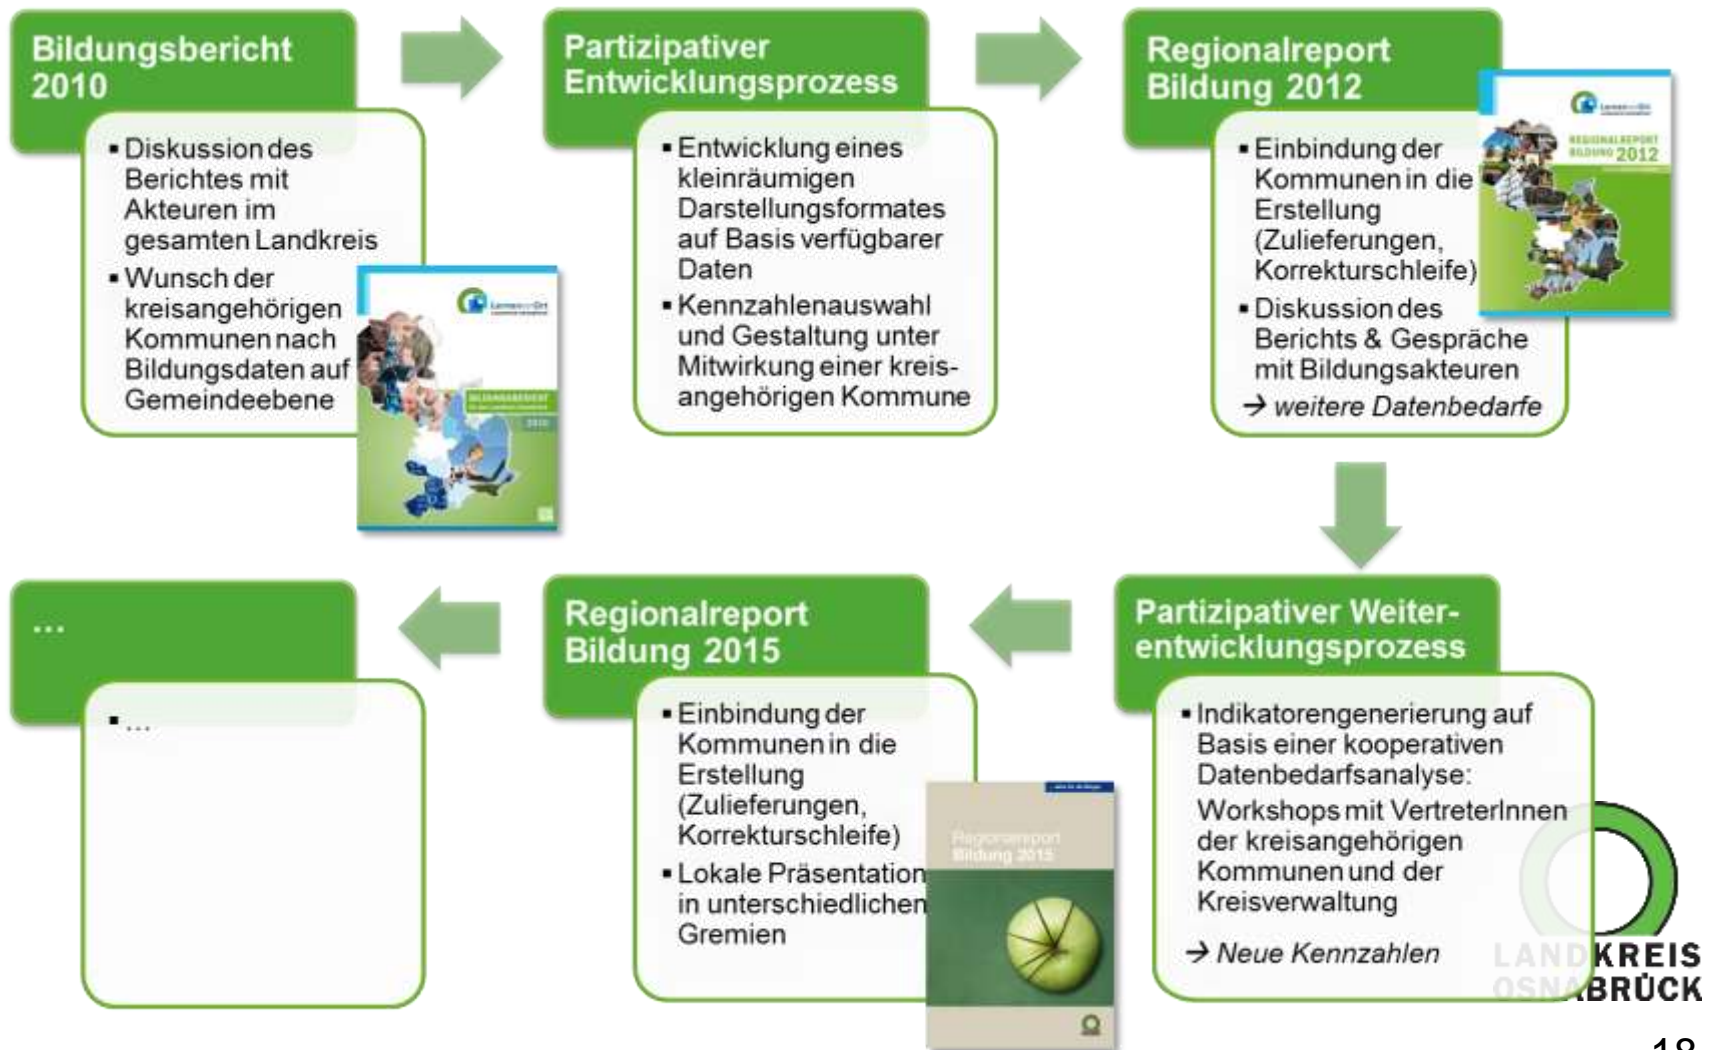 Bildungsbericht
2010
▪ Diskussion des
Berichtes mit
Akteuren im
gesamten Landkreis
▪ Wunsch der
kreisangehörigen
Kommunen nach
Bildungsdaten auf
Gemeindeebene
BILDUNGSBERICHT
2010
Partizipativer
Entwicklungsprozess
▪ Entwicklung eines
kleinräumigen
Darstellungsformates
auf Basis verfügbarer
Daten
▪ Kennzahlenauswahl
und Gestaltung unter
Mitwirkung einer kreis-
angehörigen Kommune
Regionalreport
Bildung 2012
▪ Einbindung der
Kommunen in die
Erstellung
(Zulieferungen,
Korrekturschleife)
▪ Diskussion des
Berichts & Gespräche
mit Bildungsakteuren
→ weitere Datenbedarfe
REGIONALREPORT
BILDUNG 2012
Partizipativer Weiter-
entwicklungsprozess
▪ Indikatorengenerierung auf
Basis einer kooperativen
Datenbedarfsanalyse:
Workshops mit VertreterInnen
der kreisangehörigen
Kommunen und der
Kreisverwaltung
→ Neue Kennzahlen
Regionalreport
Bildung 2015
▪ Einbindung der
Kommunen in die
Erstellung
(Zulieferungen,
Korrekturschleife)
▪ Lokale Präsentation
in unterschiedlichen
Gremien
Regionalreport
Bildung 2015
...
▪ ...
LANDKREIS
OSNABRÜCK
18